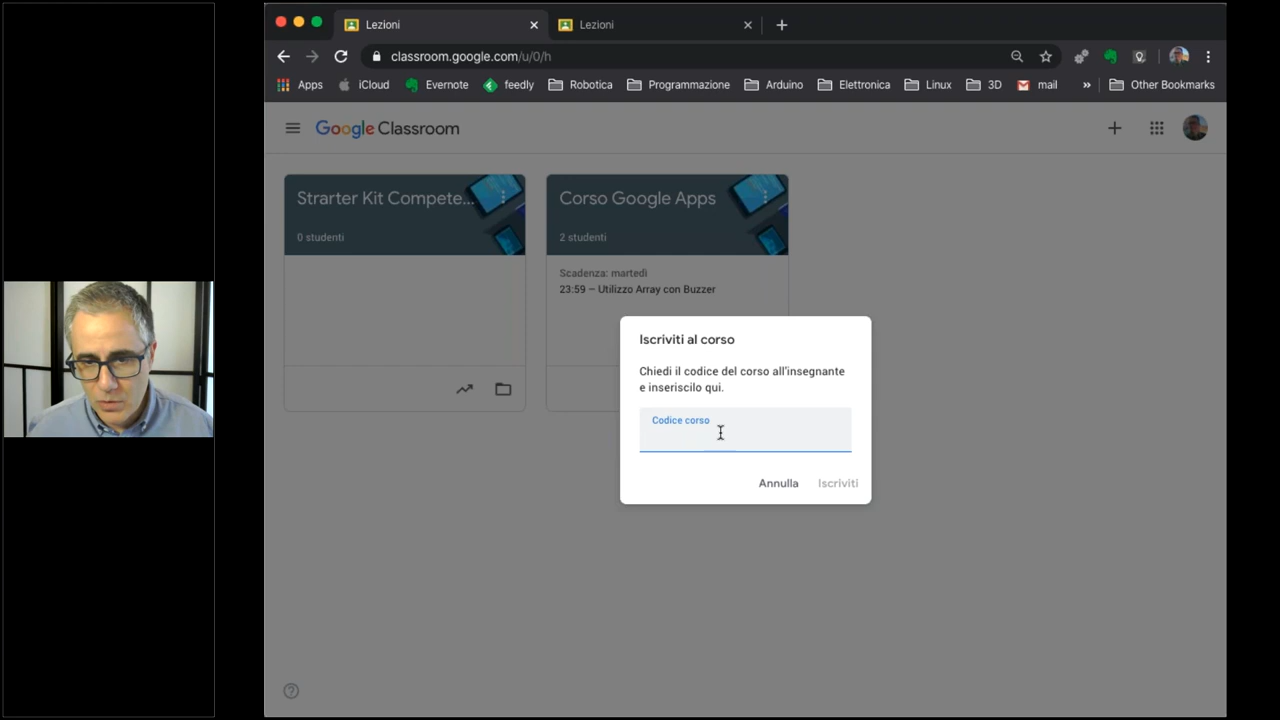 Lezioni
Lezioni
classroom.google.com/u/0/h
Apps iCloud Evernote feedly Robotica Programmazione Arduino Elettronica Linux 3D mail » Other Bookmarks
Google Classroom
Strarter Kit Compete...
0 studenti
Corso Google Apps
2 studenti
Scadenza: martedì
23:59 – Utilizzo Array con Buzzer
Iscriviti al corso
Chiedi il codice del corso all'insegnante
e inseriscilo qui.
Codice corso
Annulla Iscriviti